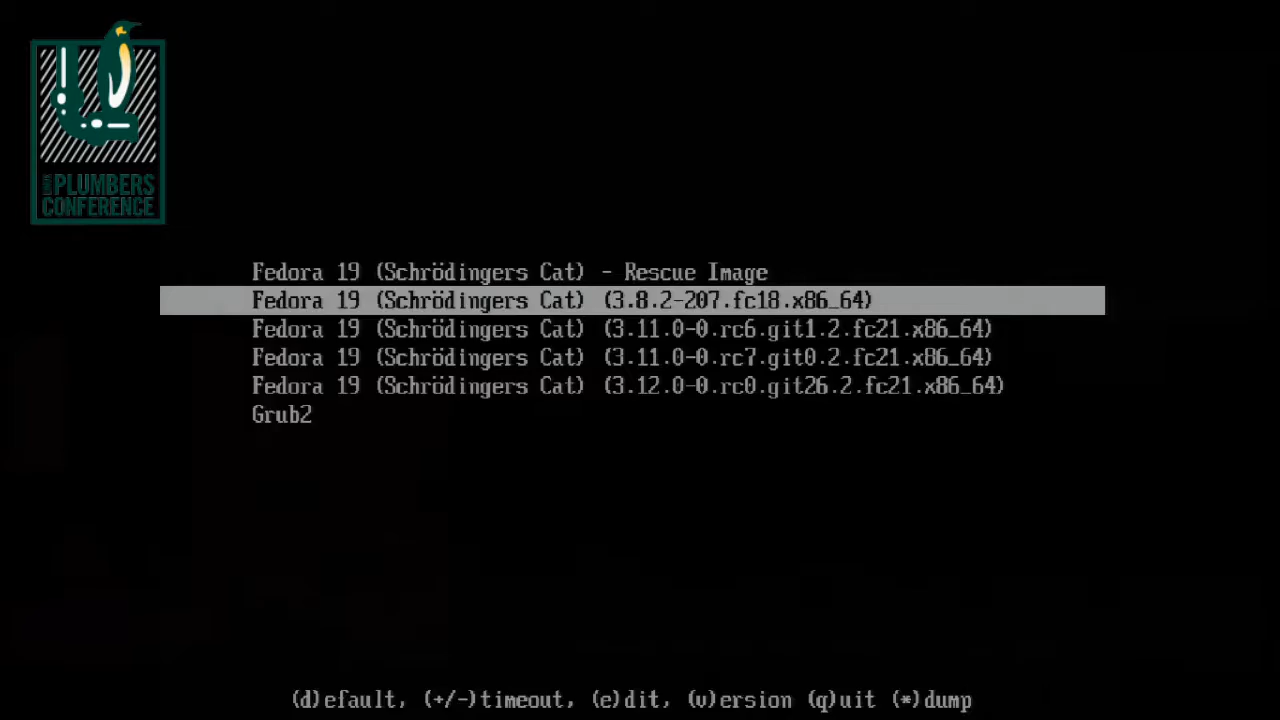 LINUX
PLUMBERS
CONFERENCE
Fedora 19 (Schrödingers Cat) - Rescue Image
Fedora 19 (Schrödingers Cat) (3.8.2-207.fc18.x86_64)
Fedora 19 (Schrödingers Cat) (3.11.0-0.rc6.git1.2.fc21.x86_64)
Fedora 19 (Schrödingers Cat) (3.11.0-0.rc7.git0.2.fc21.x86_64)
Fedora 19 (Schrödingers Cat) (3.12.0-0.rc0.git26.2.fc21.x86_64)
Grub2
(d)efault, (+/-)timeout, (e)dit, (v)ersion (q)uit (*)dump